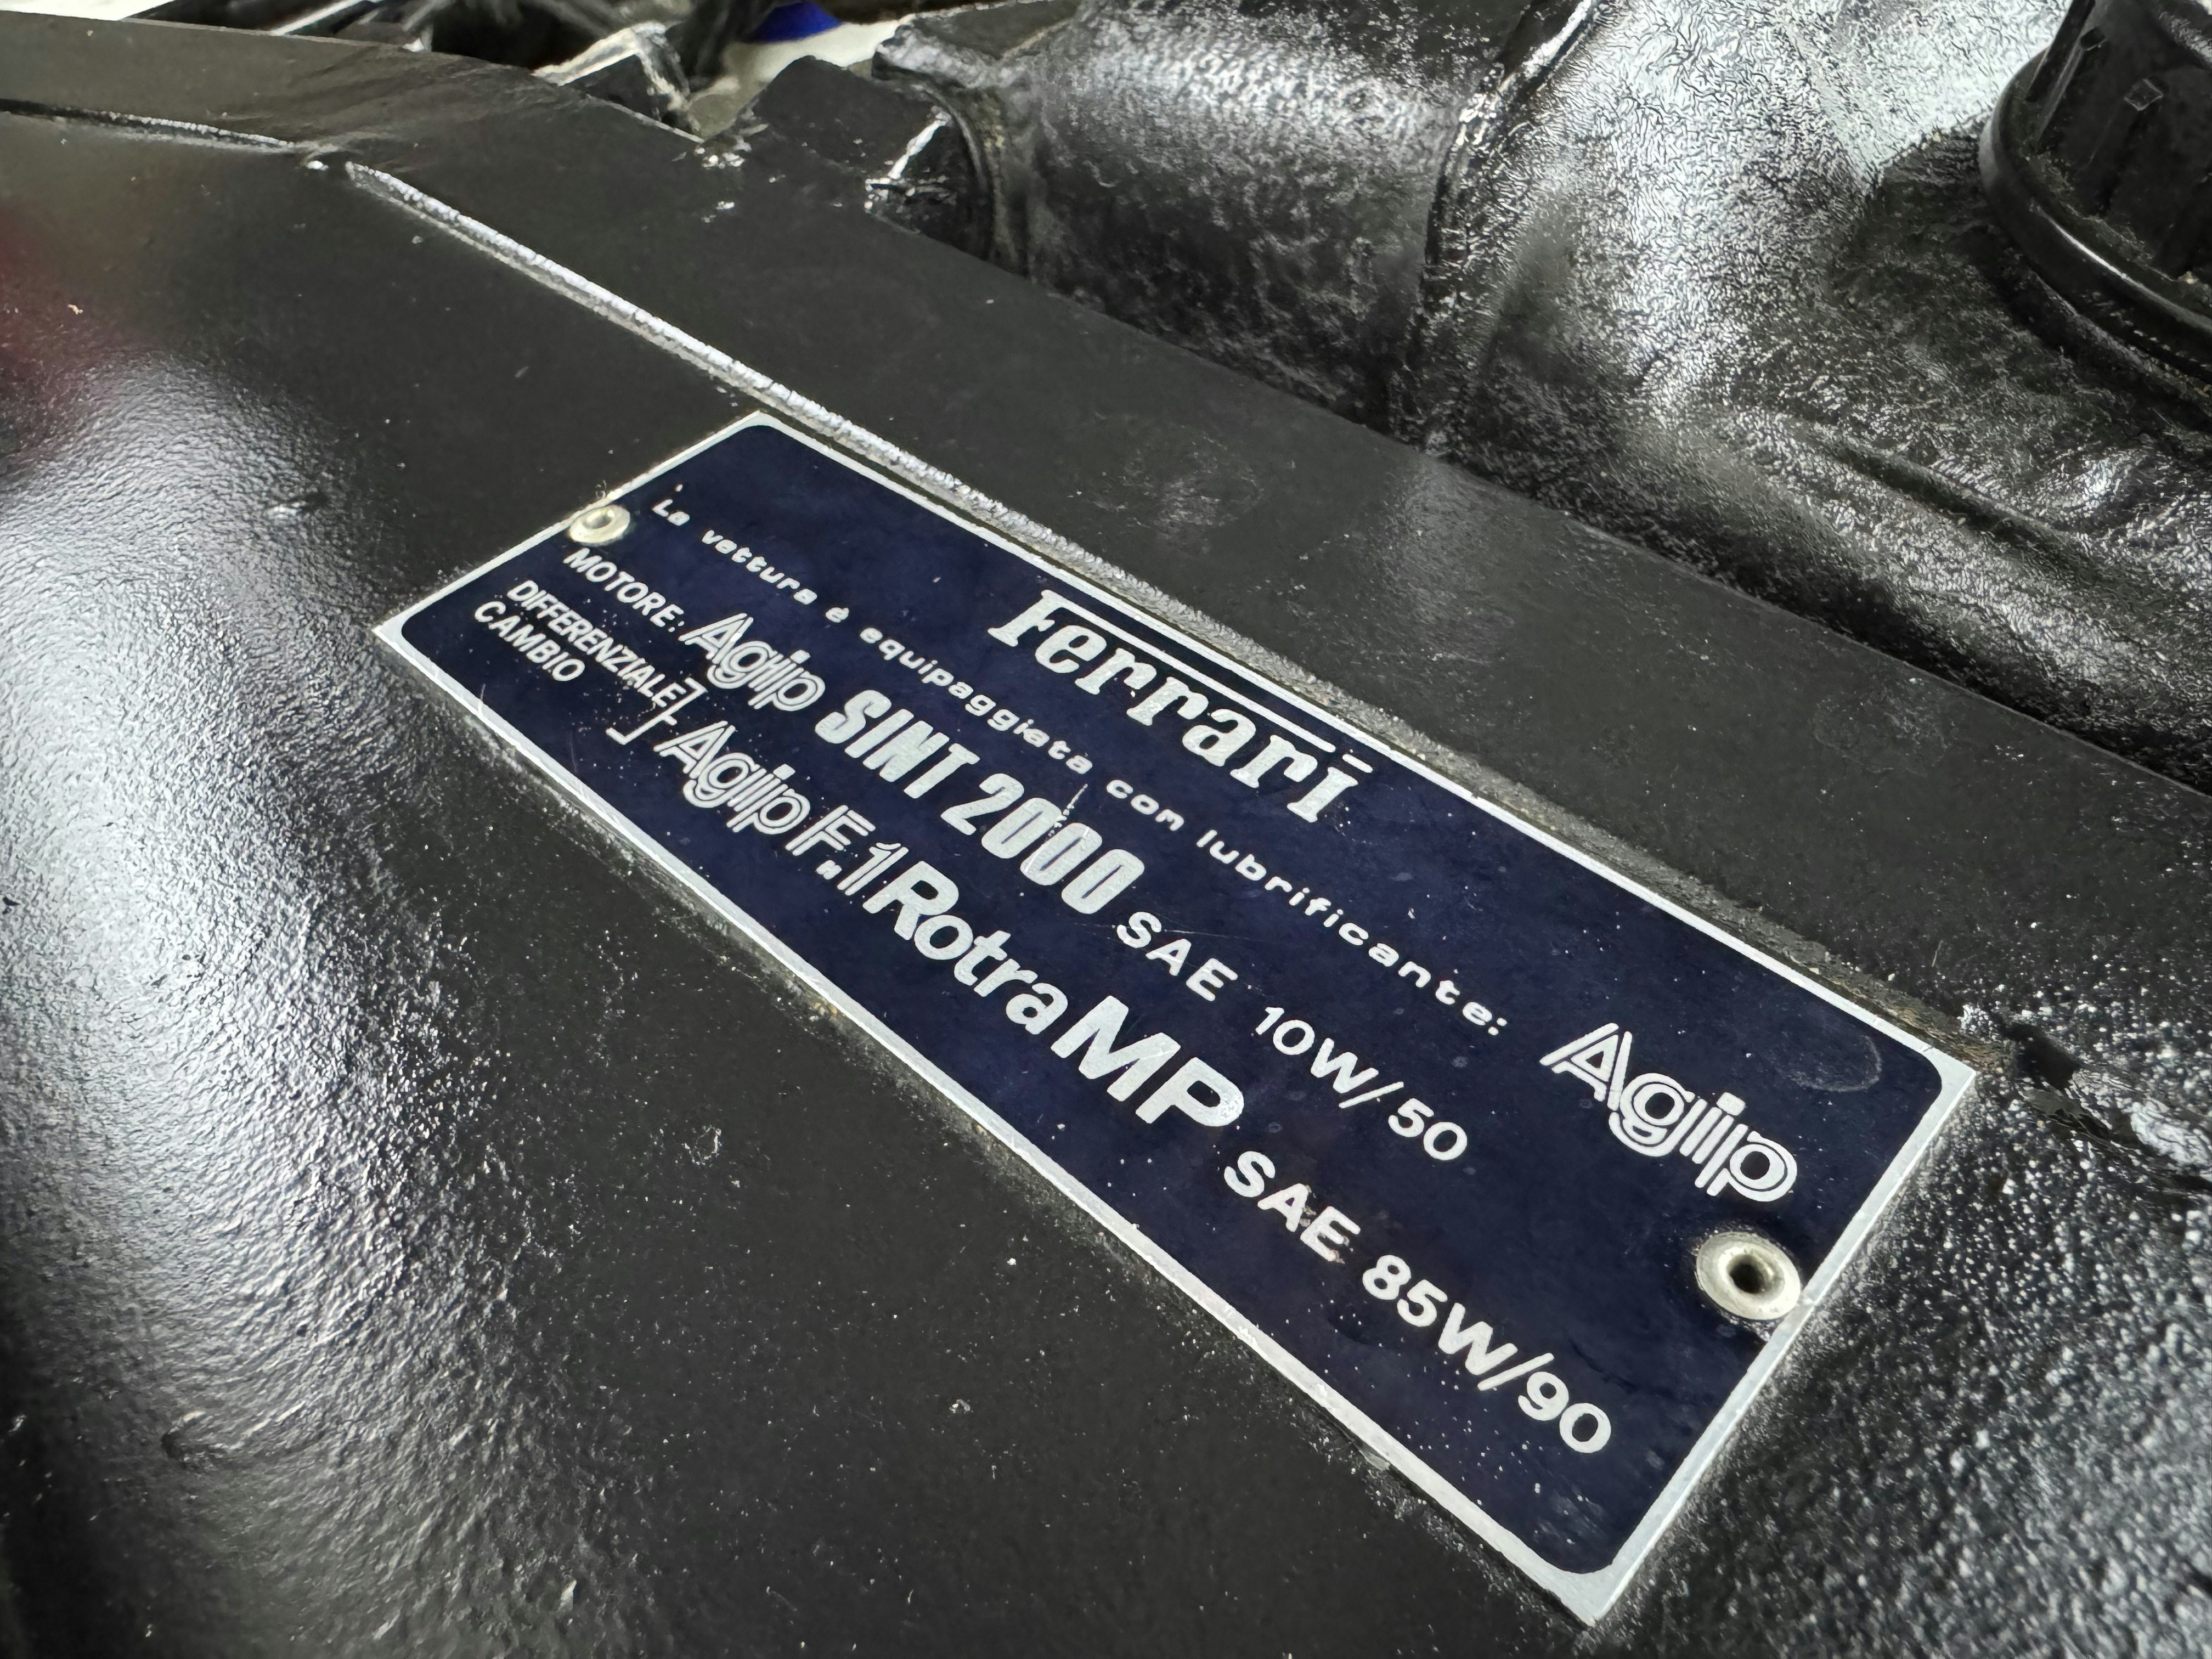 Ferrari
La vettura è equipaggiata con lubrificante: Agip
MOTORE: Agip SINT 2000 SAE 10W/50
DIFFERENZIALE
CAMBIO
Agip F.1 Rotra MP SAE 85W/90